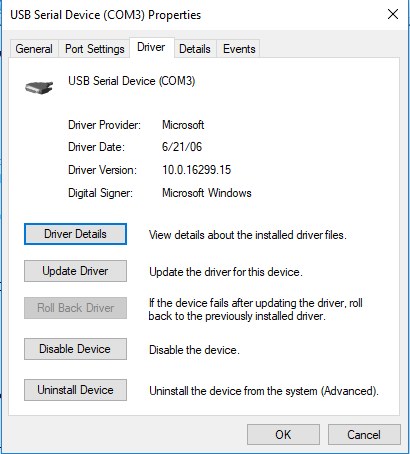 USB Serial Device (COM3) Properties
General Port Settings Driver Details Events
USB Serial Device (COM3)
Driver Provider: Microsoft
Driver Date: 6/21/06
Driver Version: 10.0.16299.15
Digital Signer: Microsoft Windows
Driver Details View details about the installed driver files.
Update Driver Update the driver for this device.
Roll Back Driver If the device fails after updating the driver, roll
back to the previously installed driver.
Disable Device Disable the device.
Uninstall Device Uninstall the device from the system (Advanced).
OK Cancel